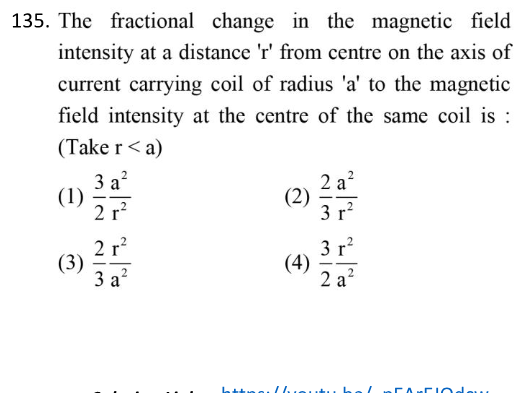 135. The fractional change in the magnetic field
intensity at a distance 'r' from centre on the axis of
current carrying coil of radius 'a' to the magnetic
field intensity at the centre of the same coil is :
(Take r < a)
(1) 3 a² / 2 r² (2) 2 a² / 3 r²
(3) 2 r² / 3 a² (4) 3 r² / 2 a²